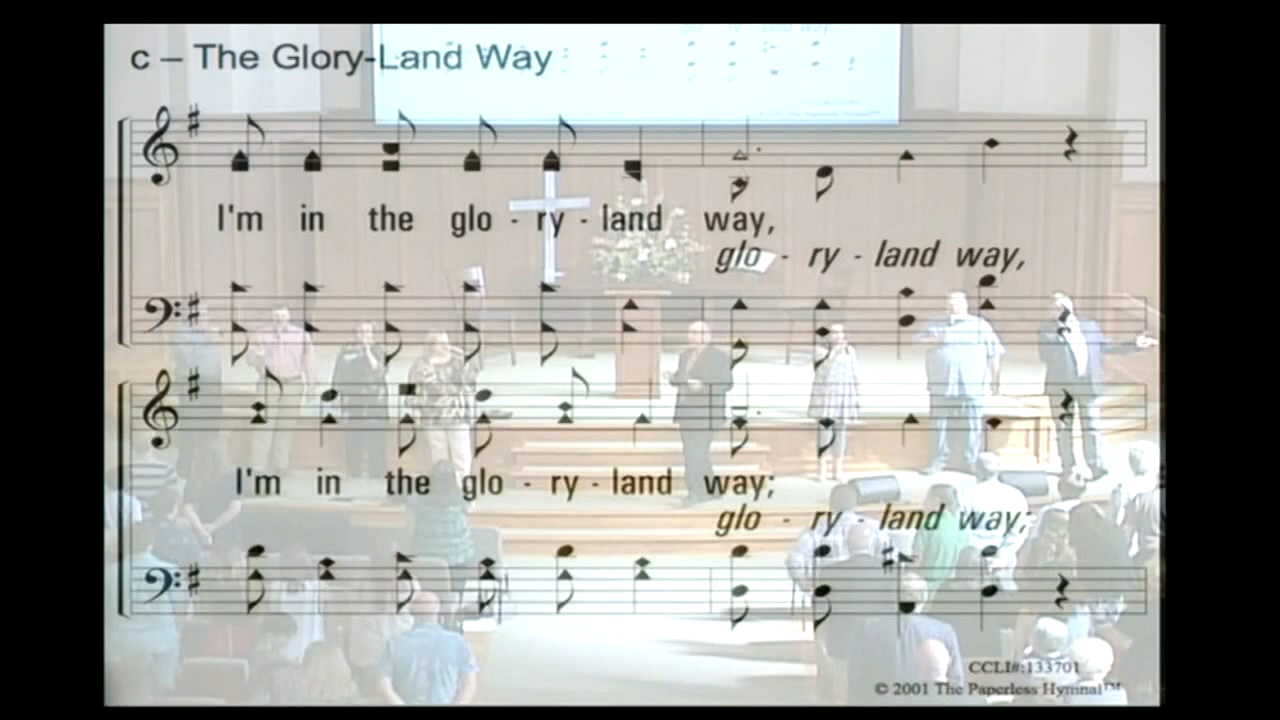 c – The Glory-Land Way
I'm in the glo - ry - land way,
glo - ry - land way,
I'm in the glo - ry - land way;
glo - ry - land way;
CCLI#:133701
© 2001 The Paperless Hymnal™